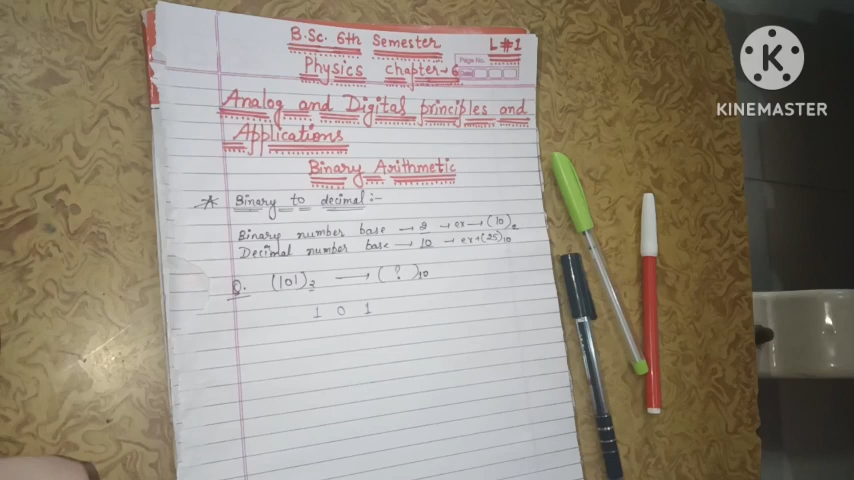 B.Sc. 6th Semester
L#1
Physics chapter-6
Page No.
Date
Analog and Digital principles and
Applications
Binary Arithmetic
* Binary to decimal:-
Binary number base → 2 → ex → (10)2
Decimal number base → 10 → ex → (25)10
Q. (101)2 → (?)10
1 0 1
K
KINEMASTER